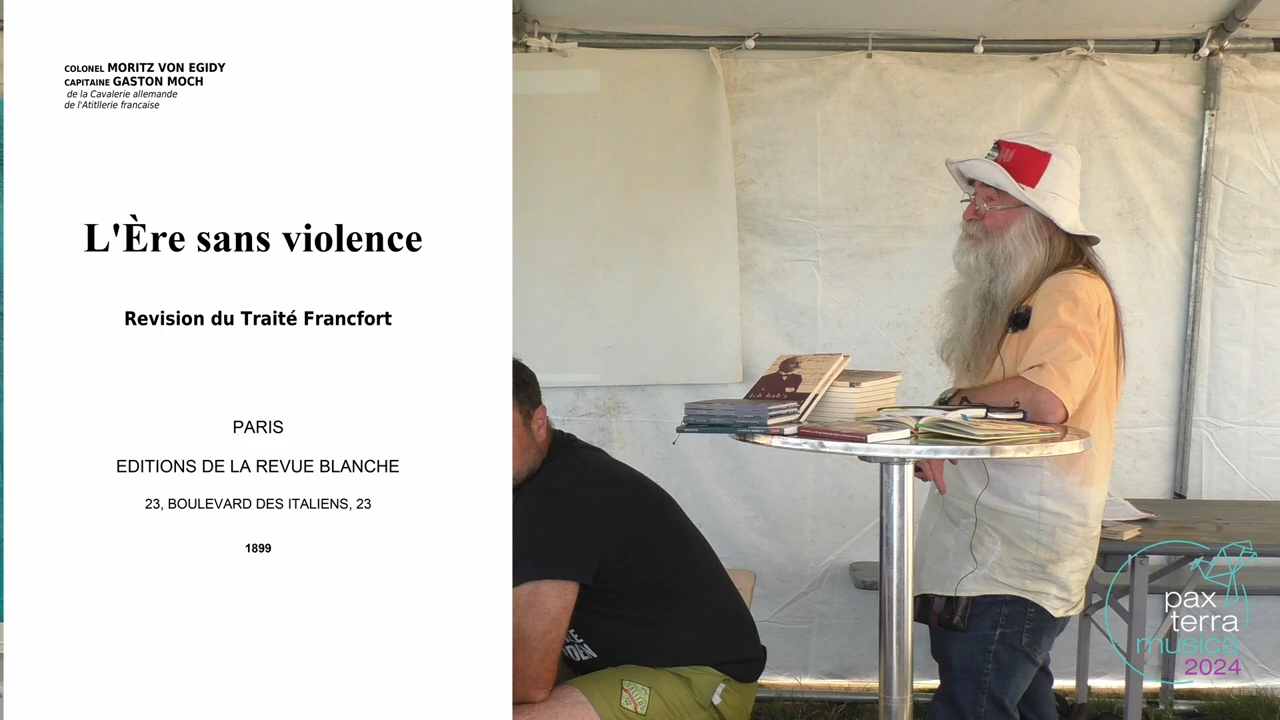 COLONEL MORITZ VON EGIDY
CAPITAINE GASTON MOCH
de la Cavalerie allemande
de l'Atitllerie francaise
L'Ère sans violence
Revision du Traité Francfort
PARIS
EDITIONS DE LA REVUE BLANCHE
23, BOULEVARD DES ITALIENS, 23
1899
pax
terra
musica
2024